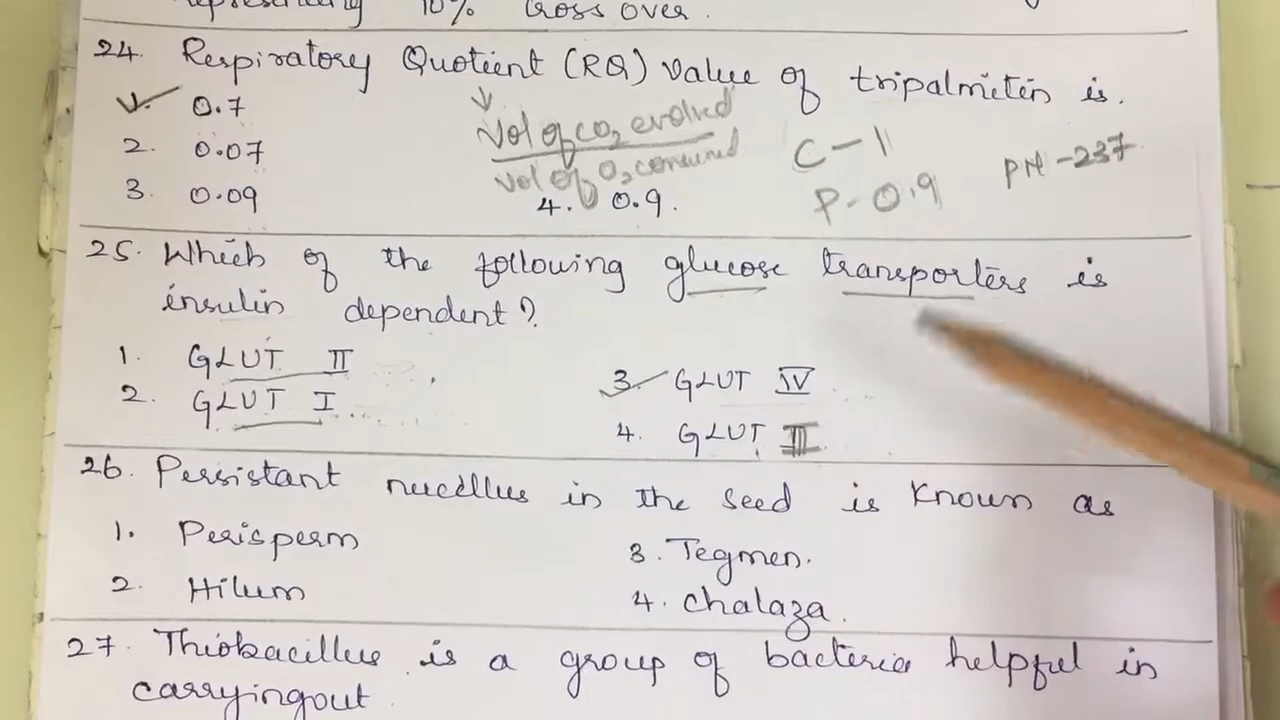 10% Cross over.
24. Respiratory Quotient (RQ) value of tripalmitin is.
1. 0.7
2. 0.07
3. 0.09
4. 0.9.
Vol of CO2 evolved
Vol of O2 consumed
C - 1
P - 0.9
PN - 237
25. Which of the following glucose transporters is
insulin dependent?
1. GLUT II
2. GLUT I
3. GLUT IV
4. GLUT III
26. Persistant nucellus in the seed is known as
1. Perisperm
2. Hilum
3. Tegmen.
4. Chalaza.
27. Thiobacillus is a group of bacteria helpful in
carryingout